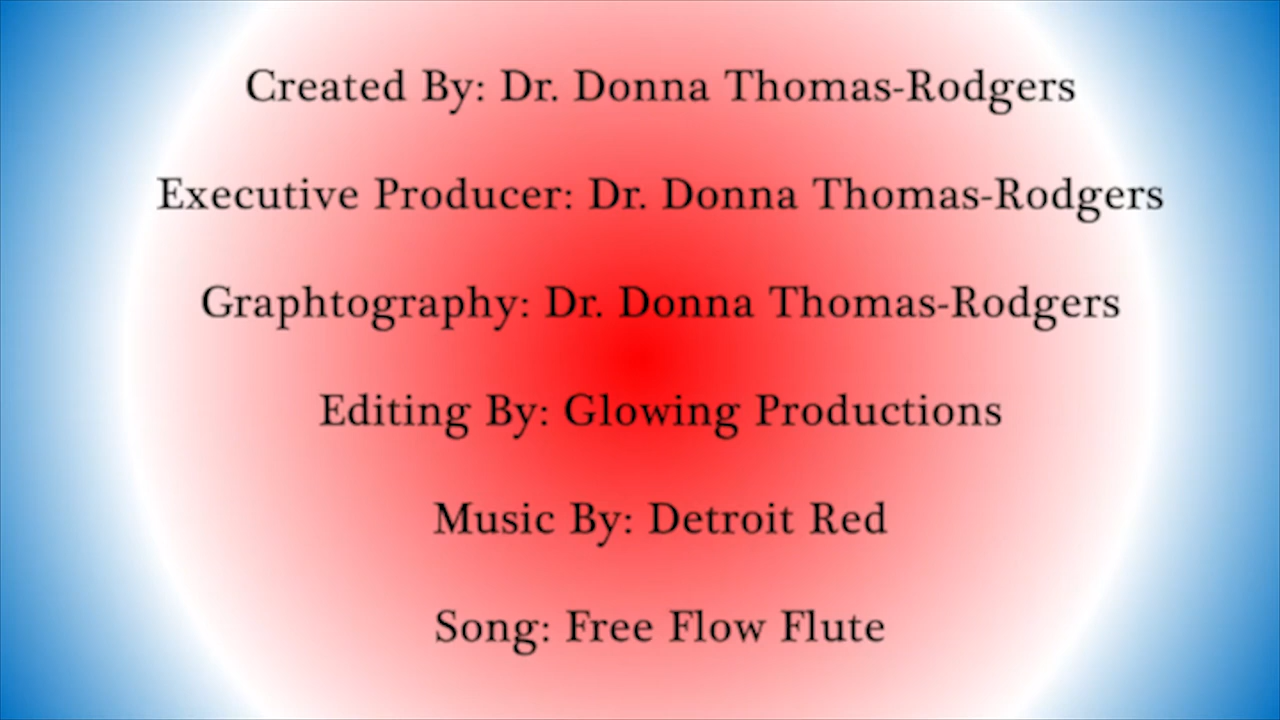 Created By: Dr. Donna Thomas-Rodgers
Executive Producer: Dr. Donna Thomas-Rodgers
Graphtography: Dr. Donna Thomas-Rodgers
Editing By: Glowing Productions
Music By: Detroit Red
Song: Free Flow Flute